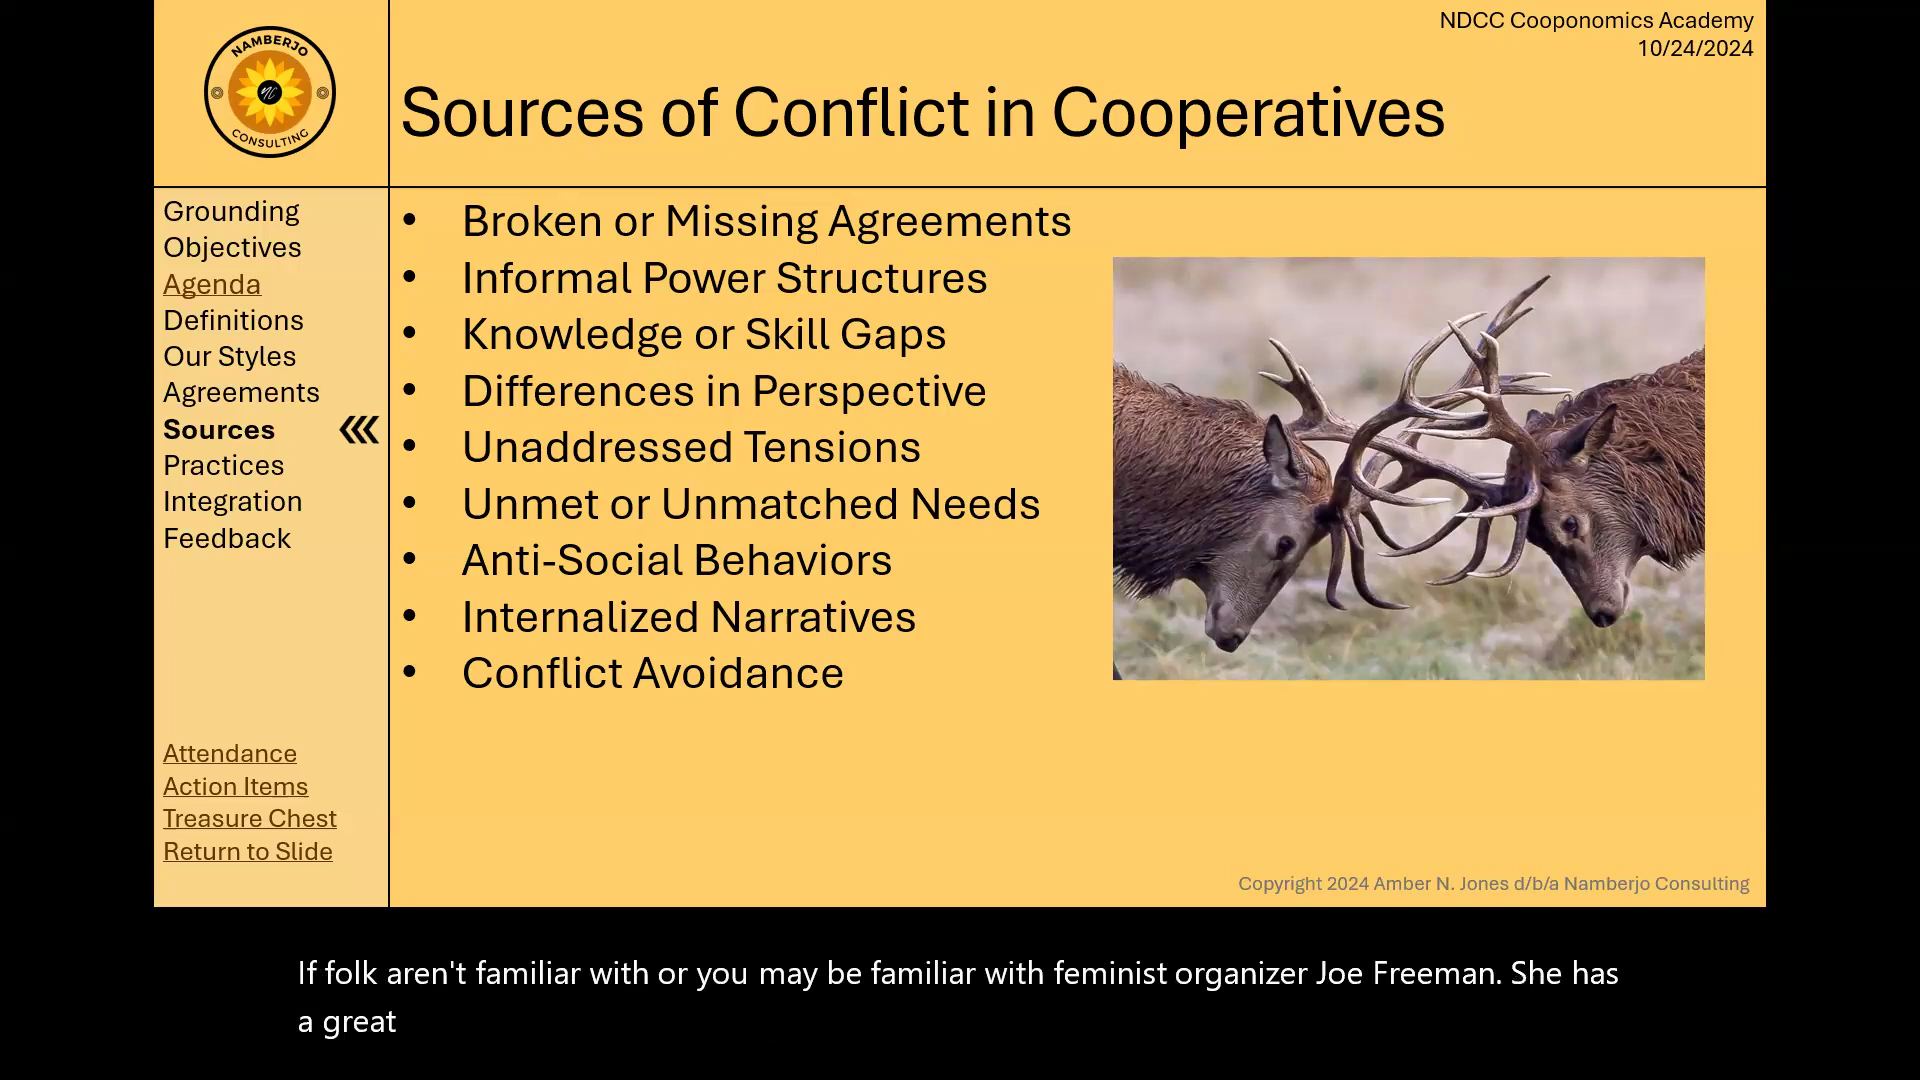 NAMBERJO
CONSULTING
NDCC Cooponomics Academy
10/24/2024
Sources of Conflict in Cooperatives
Grounding
Objectives
Agenda
Definitions
Our Styles
Agreements
Sources
Practices
Integration
Feedback
Attendance
Action Items
Treasure Chest
Return to Slide
• Broken or Missing Agreements
• Informal Power Structures
• Knowledge or Skill Gaps
• Differences in Perspective
• Unaddressed Tensions
• Unmet or Unmatched Needs
• Anti-Social Behaviors
• Internalized Narratives
• Conflict Avoidance
Copyright 2024 Amber N. Jones d/b/a Namberjo Consulting
If folk aren't familiar with or you may be familiar with feminist organizer Joe Freeman. She has
a great